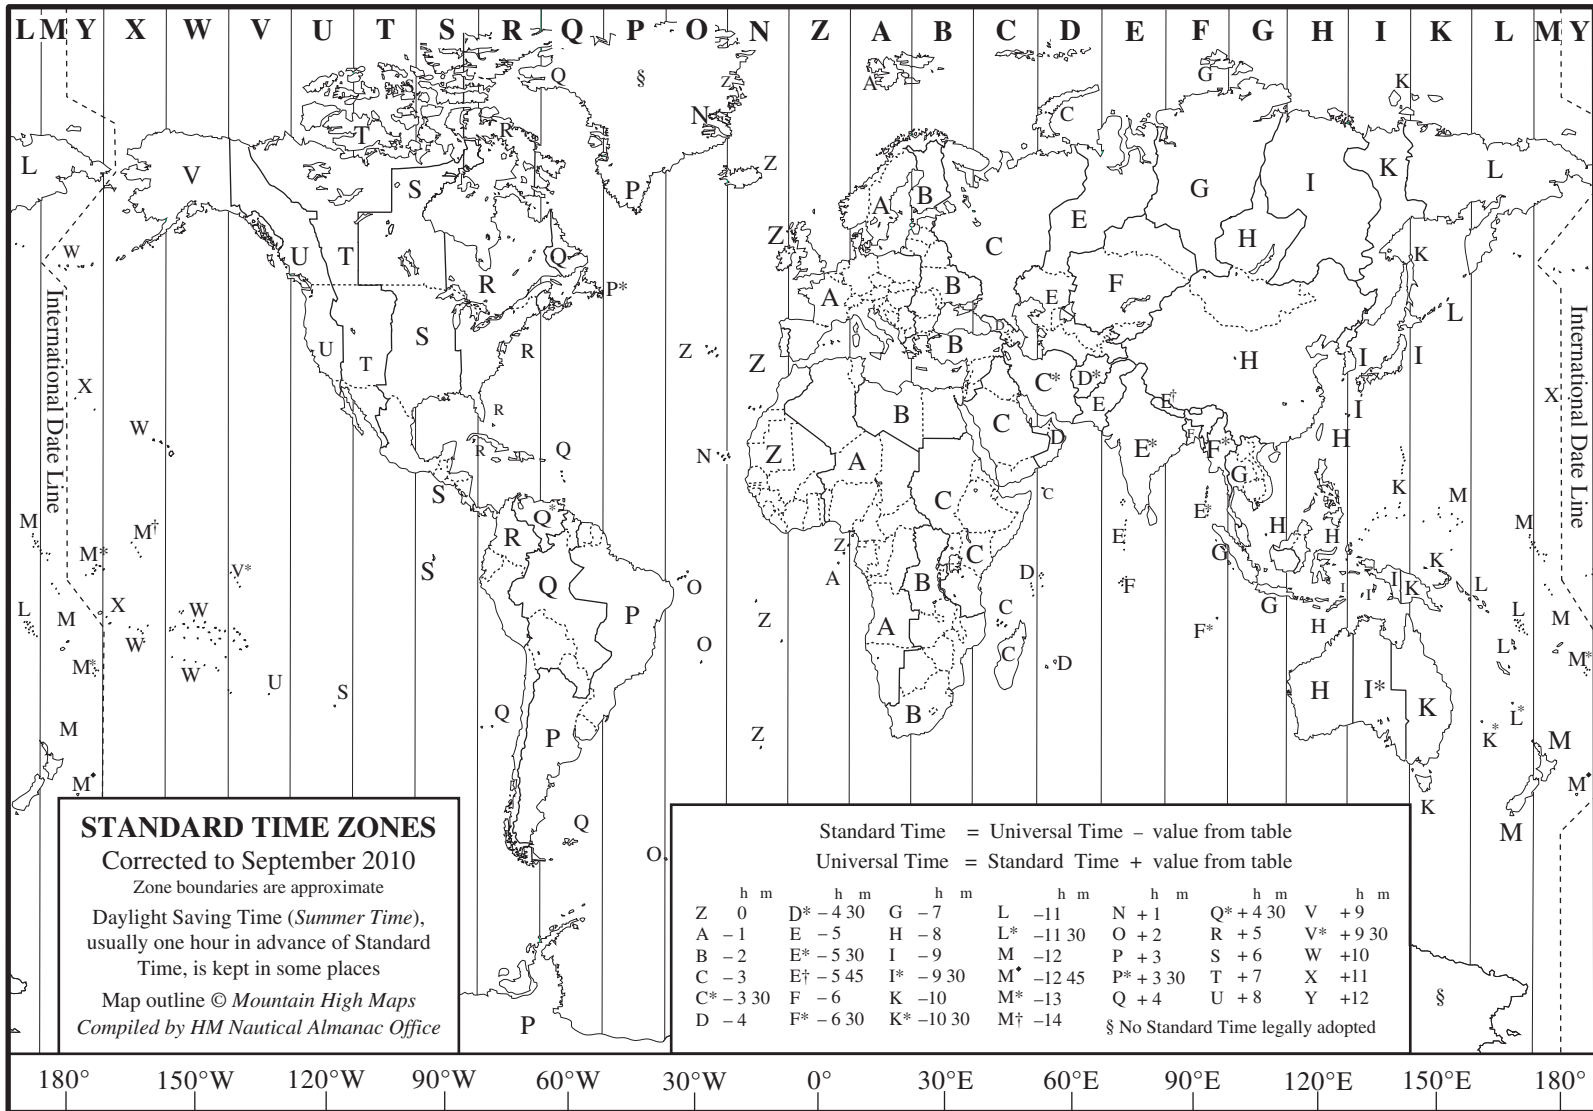 L M Y X W V U T S R Q P O N Z A B C D E F G H I K L M Y
Q § Z A G K
S N C
T R Z
L V S P A B G I K L
E
W U T Q Z C H K
R P* B E F
International Date Line
A D L
S B International Date Line
U T R O Z H I K
X C* D* X
R B E E† I
W Q C D E* F F* H
R N Z A G
S Q* C C K M
M M† R E* H H M
M* S Q Z C E G K
V* A B D F I K L
L X W O P G I I L
M W Q Z A C F* H M
M* W O C D L M*
U S B H I* K
M Q P Z K* L* M
M♦ K M M♦
Q
O
P §
STANDARD TIME ZONES
Corrected to September 2010
Zone boundaries are approximate
Daylight Saving Time (Summer Time),
usually one hour in advance of Standard
Time, is kept in some places
Map outline © Mountain High Maps
Compiled by HM Nautical Almanac Office
Standard Time = Universal Time – value from table
Universal Time = Standard Time + value from table
h m h m h m h m h m h m h m
Z 0 D* – 4 30 G – 7 L –11 N + 1 Q* + 4 30 V + 9
A – 1 E – 5 H – 8 L* –11 30 O + 2 R + 5 V* + 9 30
B – 2 E* – 5 30 I – 9 M –12 P + 3 S + 6 W +10
C – 3 E† – 5 45 I* – 9 30 M♦ –12 45 P* + 3 30 T + 7 X +11
C* – 3 30 F – 6 K –10 M* –13 Q + 4 U + 8 Y +12
D – 4 F* – 6 30 K* –10 30 M† –14 § No Standard Time legally adopted
180° 150°W 120°W 90°W 60°W 30°W 0° 30°E 60°E 90°E 120°E 150°E 180°